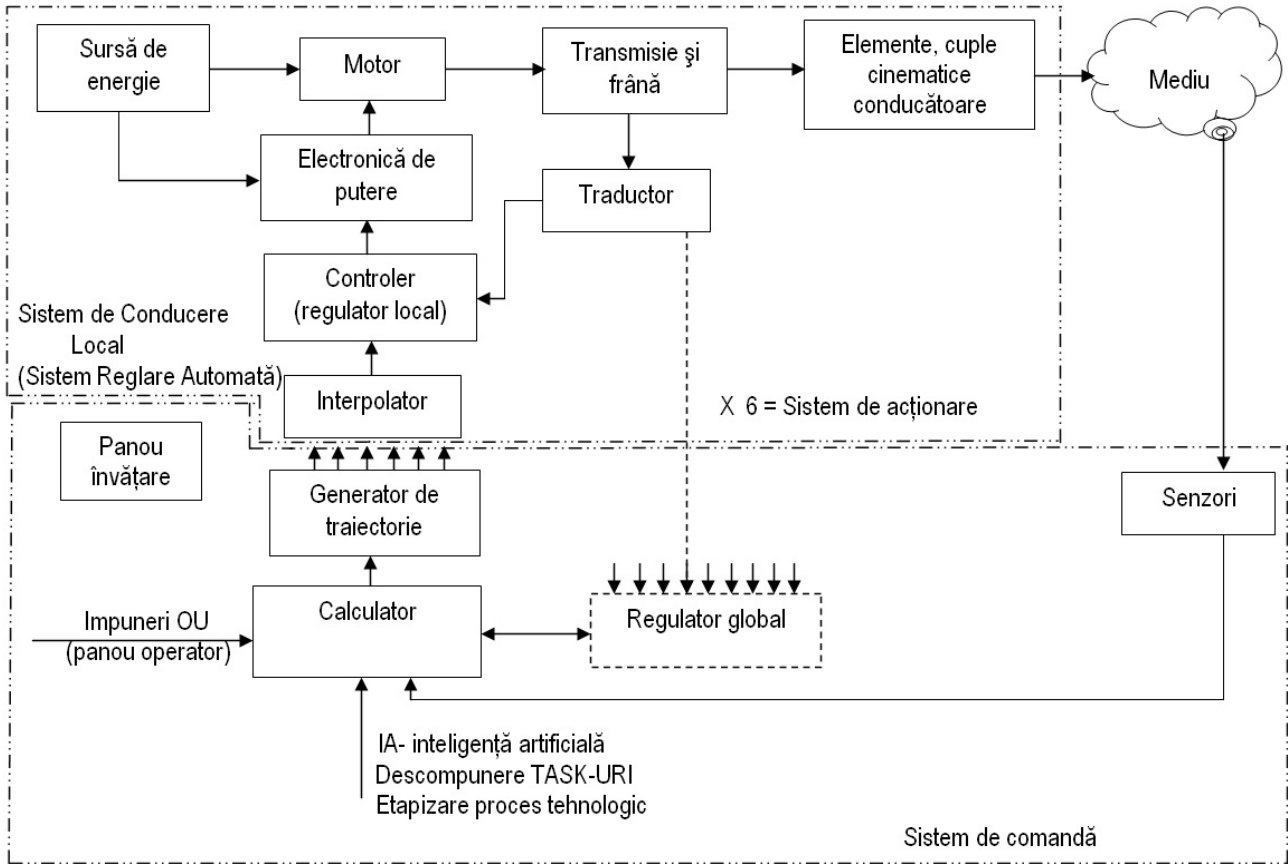 Sursă de
energie
Motor
Transmisie şi
frână
Elemente, cuple
cinematice
conducătoare
Mediu
Electronică de
putere
Traductor
Controler
(regulator local)
Sistem de Conducere
Local
(Sistem Reglare Automată)
Interpolator
X 6 = Sistem de acționare
Panou
învățare
Generator de
traiectorie
Senzori
Impuneri OU
(panou operator)
Calculator
Regulator global
IA- inteligență artificială
Descompunere TASK-URI
Etapizare proces tehnologic
Sistem de comandă